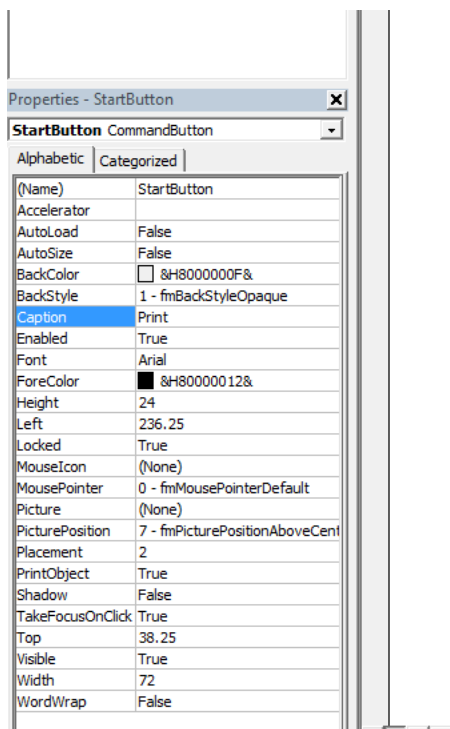 Properties - StartButton
StartButton CommandButton
Alphabetic Categorized
(Name) StartButton
Accelerator
AutoLoad False
AutoSize False
BackColor &H8000000F&
BackStyle 1 - fmBackStyleOpaque
Caption Print
Enabled True
Font Arial
ForeColor &H80000012&
Height 24
Left 236.25
Locked True
MouseIcon (None)
MousePointer 0 - fmMousePointerDefault
Picture (None)
PicturePosition 7 - fmPicturePositionAboveCent
Placement 2
PrintObject True
Shadow False
TakeFocusOnClick True
Top 38.25
Visible True
Width 72
WordWrap False